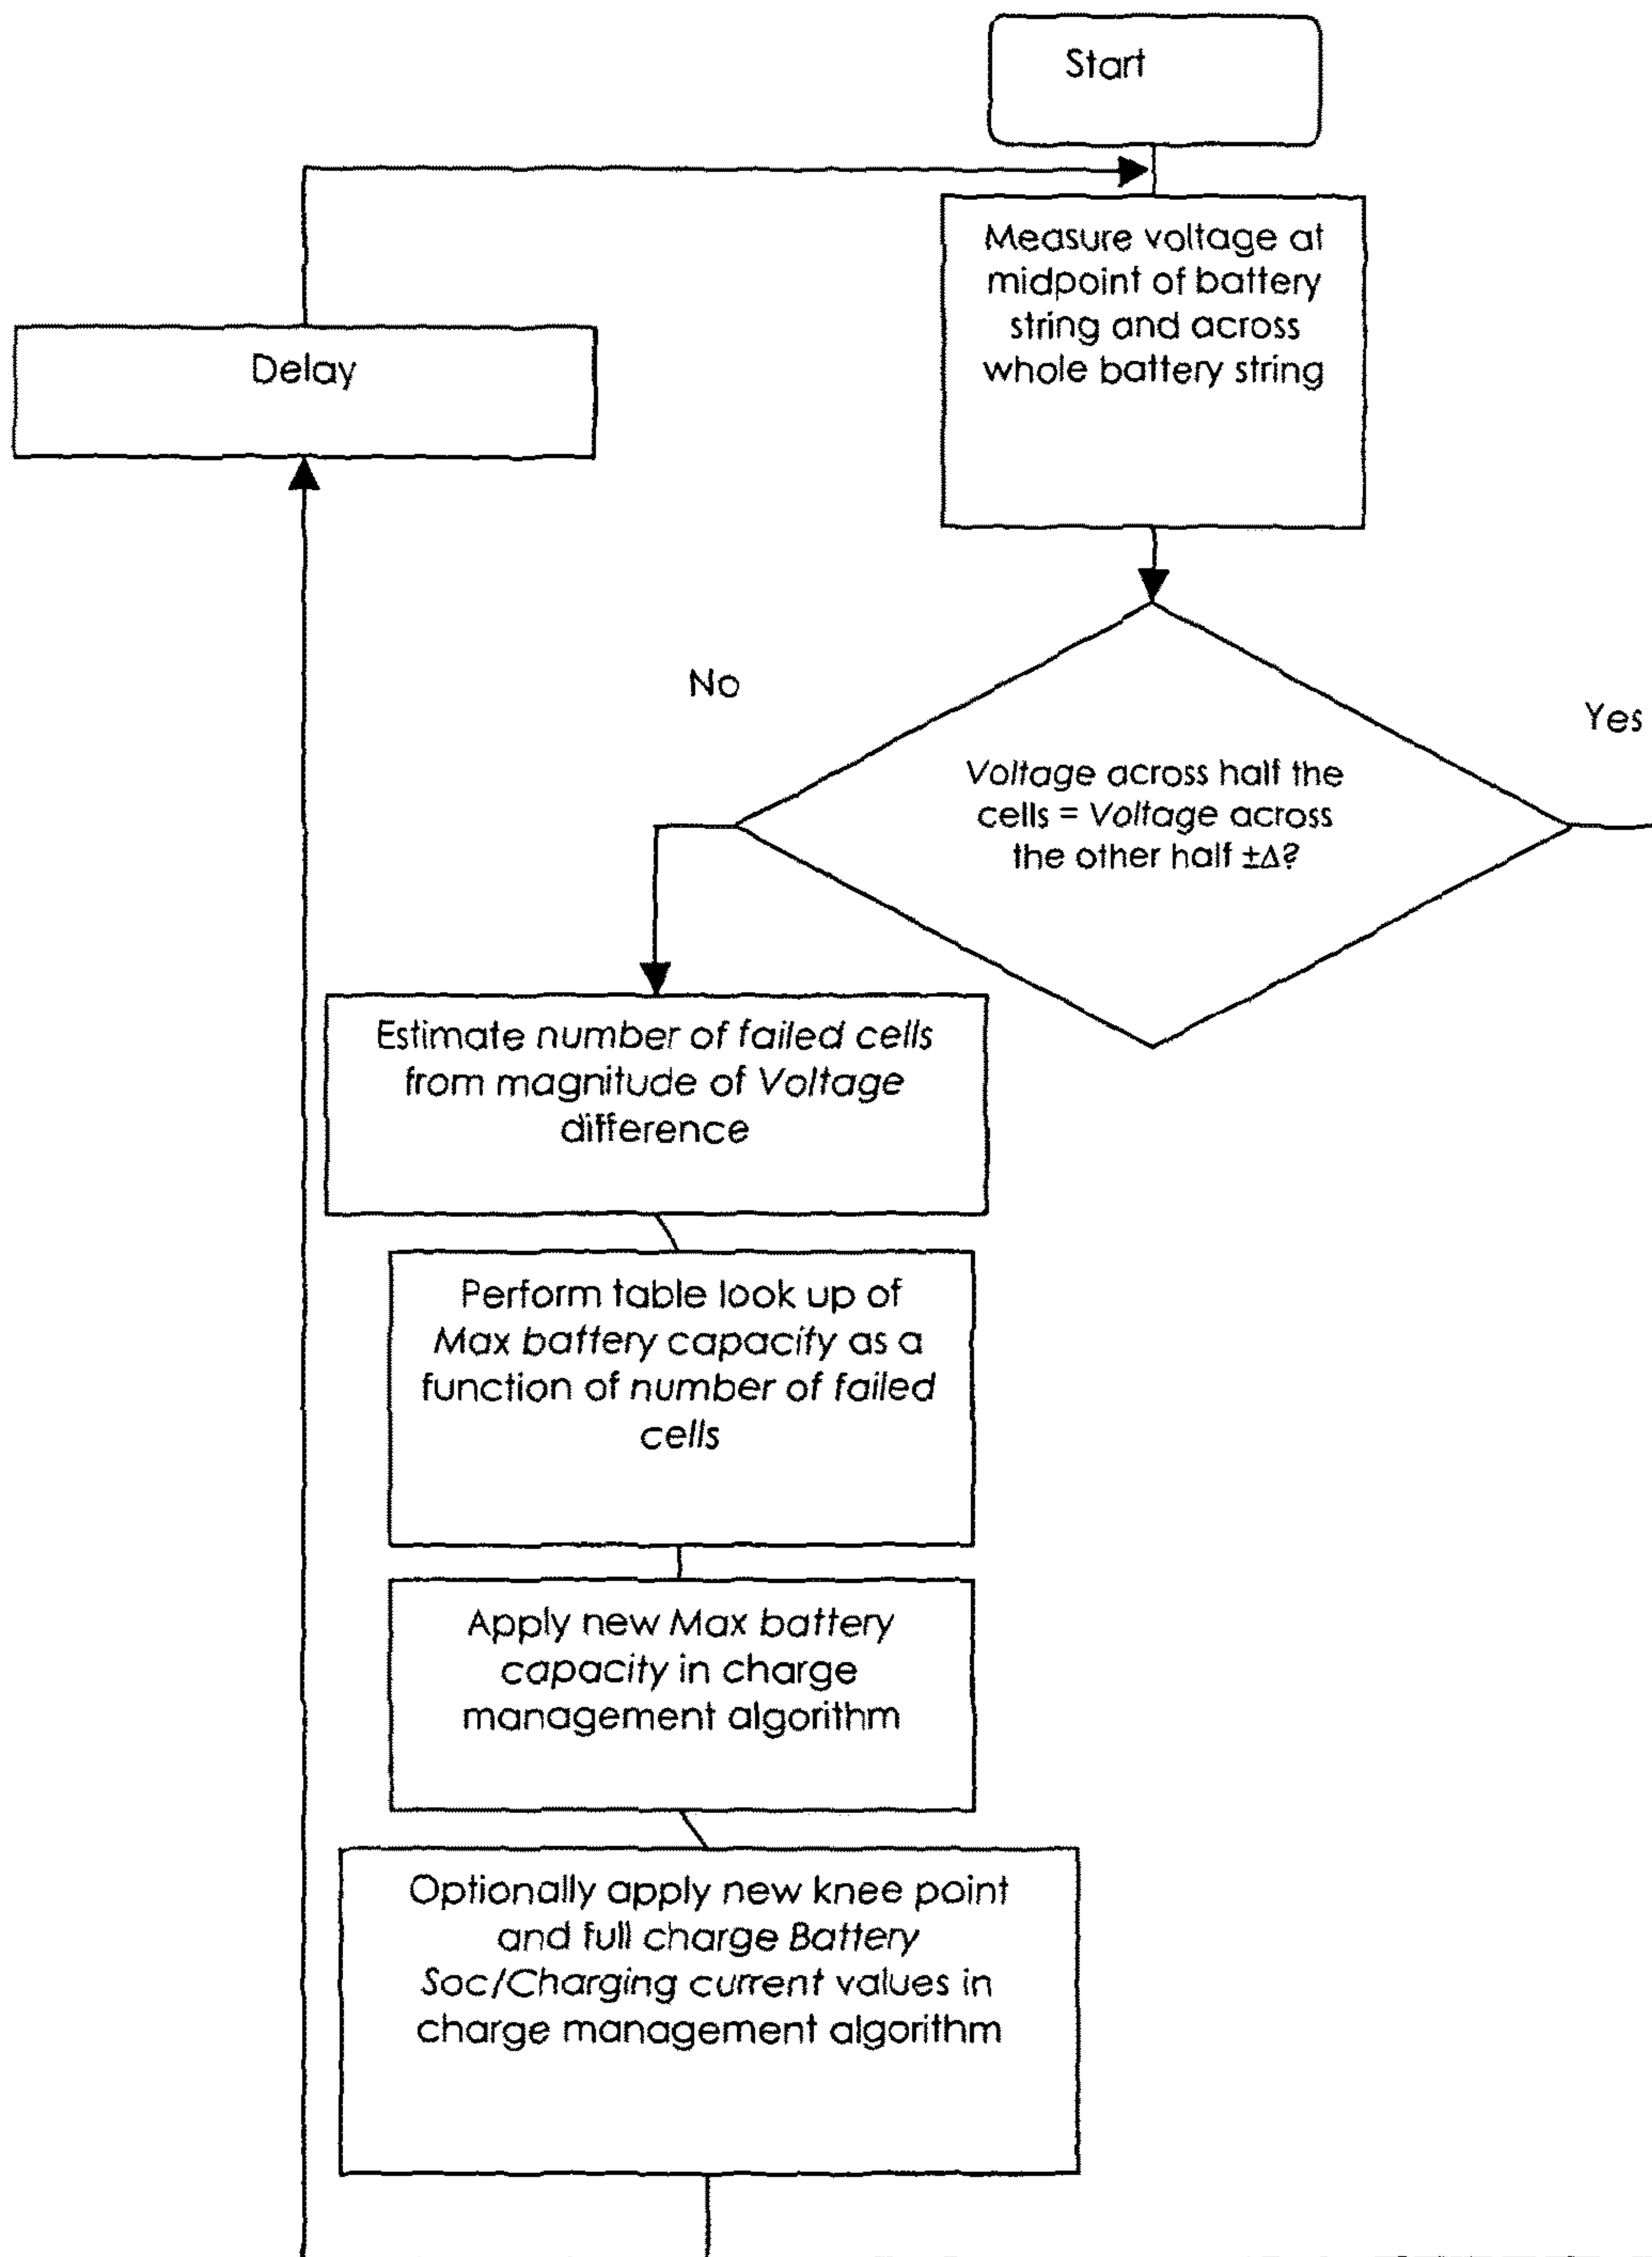 Start
Measure voltage at
midpoint of battery
string and across
whole battery string
Delay
No
Yes
Voltage across half the
cells = Voltage across
the other half ±Δ?
Estimate number of failed cells
from magnitude of Voltage
difference
Perform table look up of
Max battery capacity as a
function of number of failed
cells
Apply new Max battery
capacity in charge
management algorithm
Optionally apply new knee point
and full charge Battery
Soc/Charging current values in
charge management algorithm